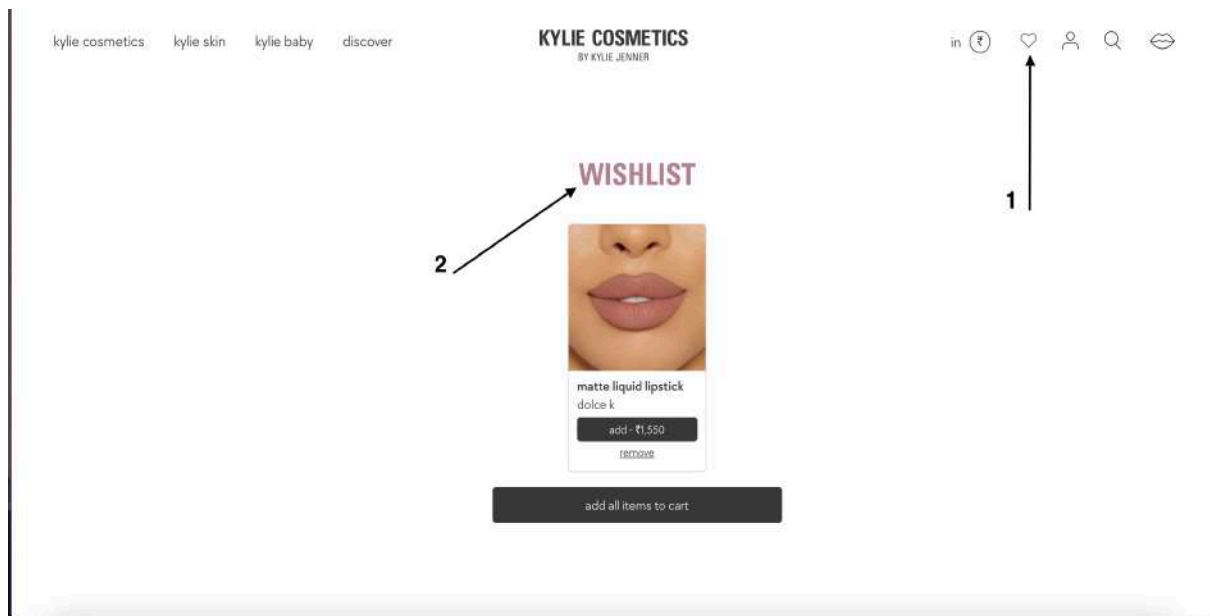 kylie cosmetics kylie skin kylie baby discover KYLIE COSMETICS in ₹
BY KYLIE JENNER
1
WISHLIST
2
matte liquid lipstick
dolce k
add - ₹1,550
remove
add all items to cart